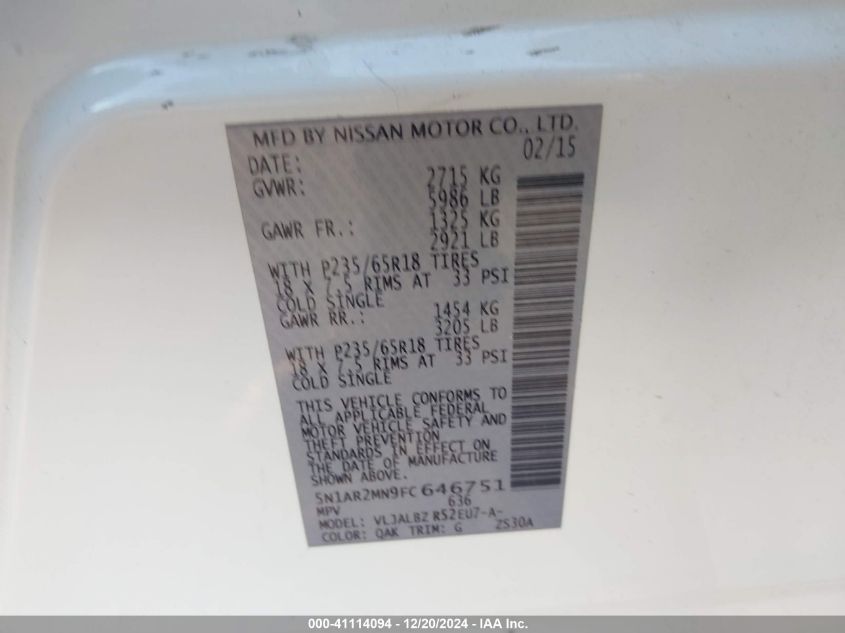 MFD BY NISSAN MOTOR CO., LTD.
DATE: 02/15
GVWR: 2715 KG
5986 LB
GAWR FR.: 1325 KG
2921 LB
WITH P235/65R18 TIRES
18 X 7.5 RIMS AT 33 PSI
COLD SINGLE
GAWR RR.: 1454 KG
3205 LB
WITH P235/65R18 TIRES
18 X 7.5 RIMS AT 33 PSI
COLD SINGLE
THIS VEHICLE CONFORMS TO
ALL APPLICABLE FEDERAL
MOTOR VEHICLE SAFETY AND
THEFT PREVENTION
STANDARDS IN EFFECT ON
THE DATE OF MANUFACTURE
SHOWN ABOVE.
5N1AR2MN9FC646751
MPV 636
MODEL: VLJALBZ R52EU7-A-
COLOR: QAK TRIM: G ZS30A
000-41114094 - 12/20/2024 - IAA Inc.